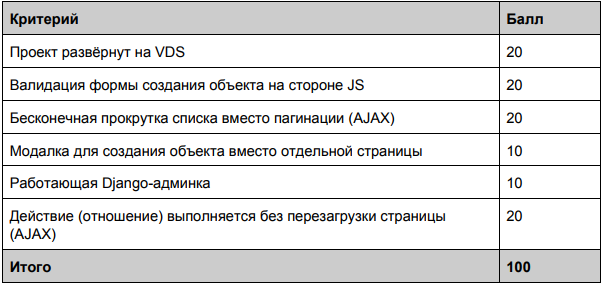 Критерий Балл
Проект развёрнут на VDS 20
Валидация формы создания объекта на стороне JS 20
Бесконечная прокрутка списка вместо пагинации (AJAX) 20
Модалка для создания объекта вместо отдельной страницы 10
Работающая Django-админка 10
Действие (отношение) выполняется без перезагрузки страницы 20
(AJAX)
Итого 100